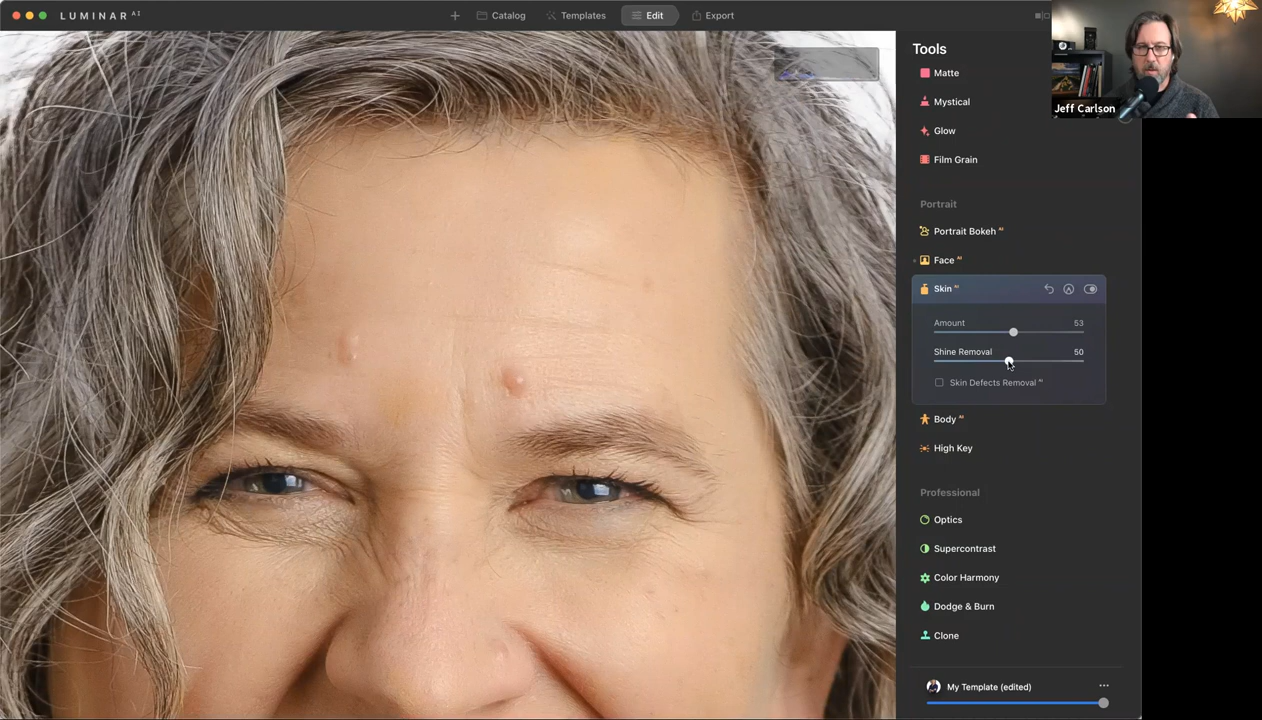 LUMINAR AI
Catalog
Templates
Edit
Export
Tools
Jeff Carlson
Matte
Mystical
Glow
Film Grain
Portrait
Portrait Bokeh AI
Face AI
Skin AI
Amount 53
Shine Removal 50
Skin Defects Removal AI
Body AI
High Key
Professional
Optics
Supercontrast
Color Harmony
Dodge & Burn
Clone
My Template (edited)